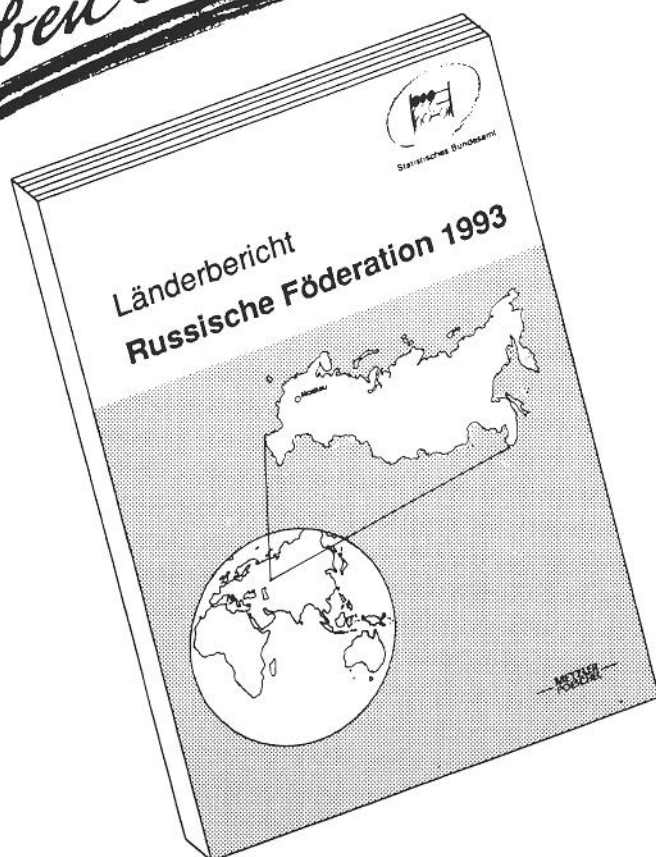 Statistisches Bundesamt
Länderbericht
Russische Föderation 1993
Moskau
METZLER
POESCHEL